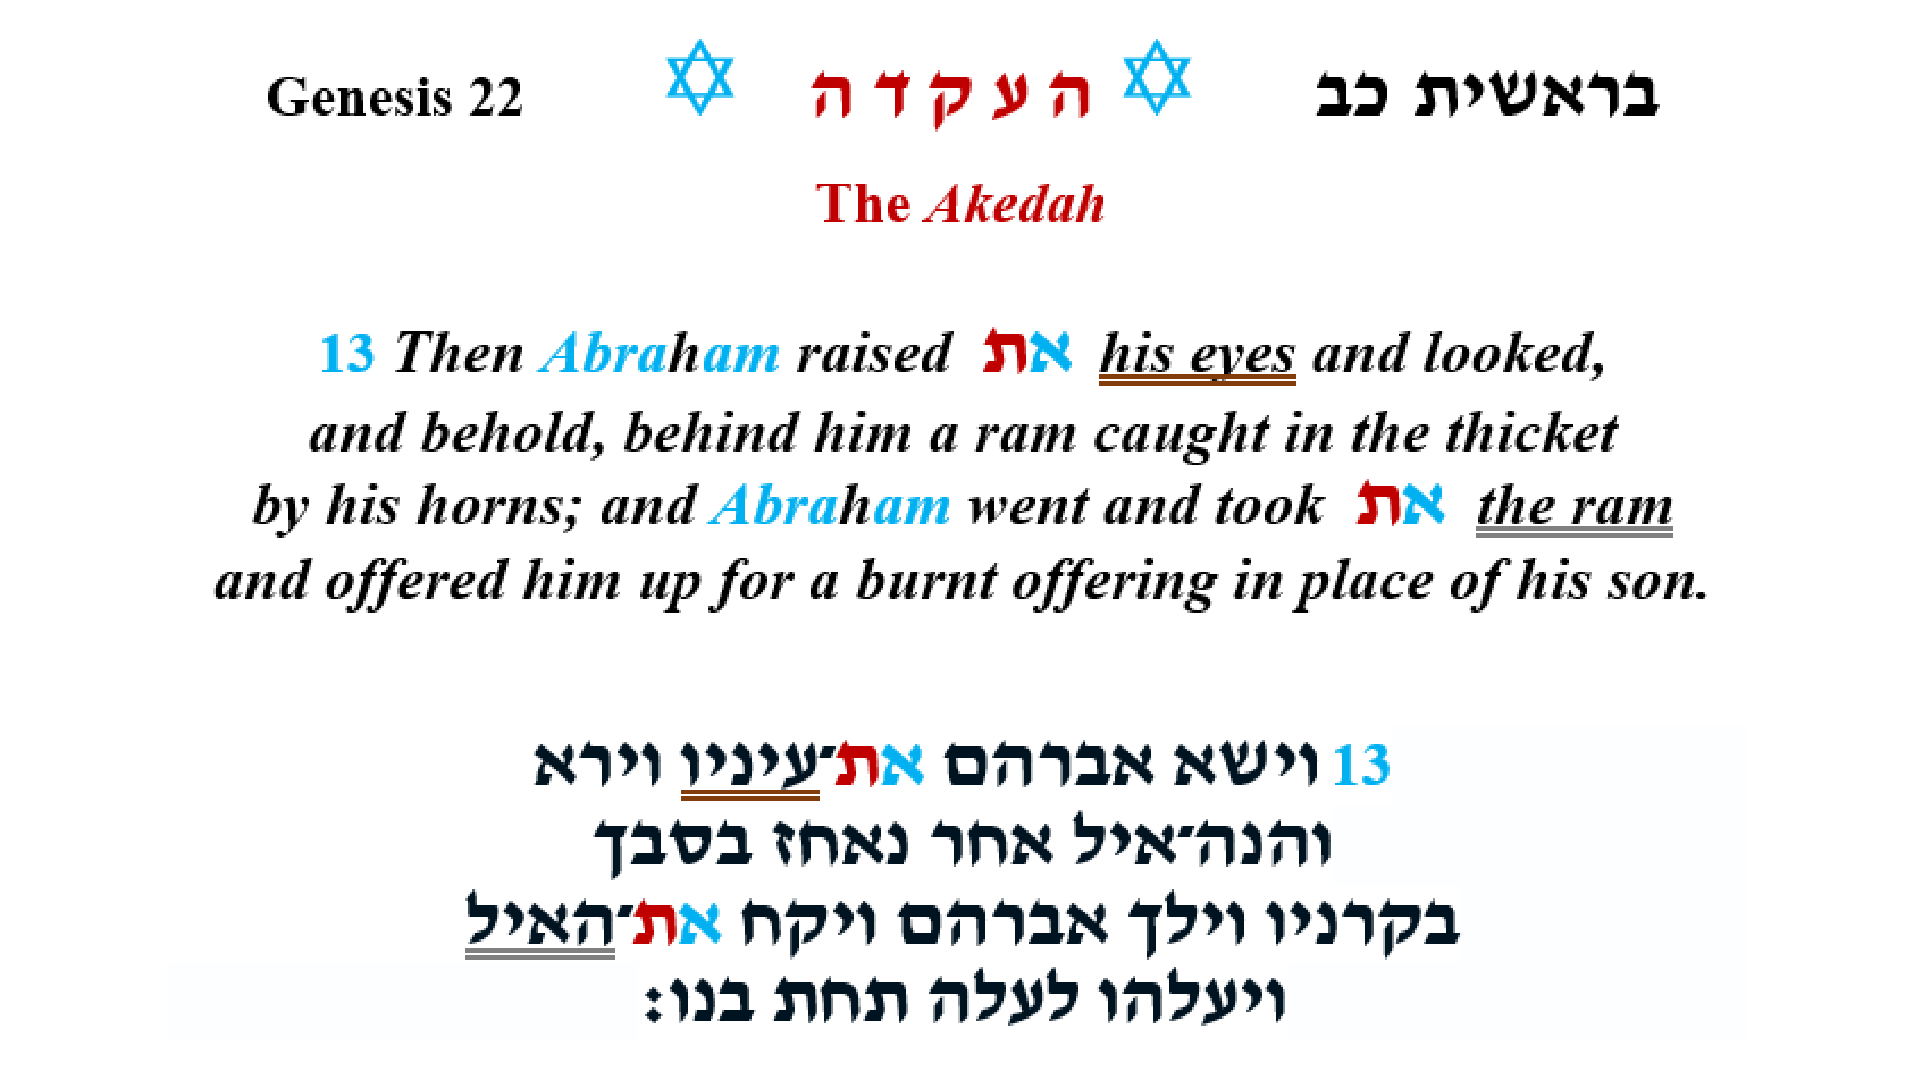 Genesis 22 ה ע ק ד ה בראשית כב
The Akedah
13 Then Abraham raised את his eyes and looked,
and behold, behind him a ram caught in the thicket
by his horns; and Abraham went and took את the ram
and offered him up for a burnt offering in place of his son.
13 וישא אברהם את־עיניו וירא
והנה־איל אחר נאחז בסבך
בקרניו וילך אברהם ויקח את־האיל
ויעלהו לעלה תחת בנו׃